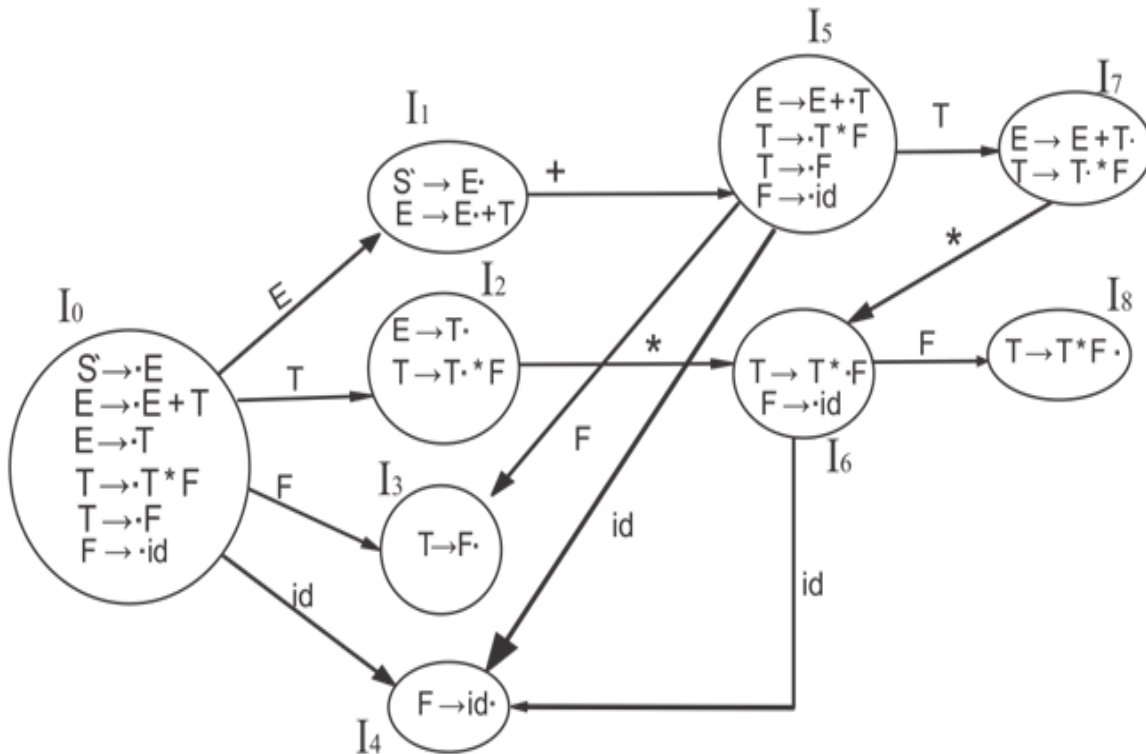 I0
S` → ·E
E → ·E + T
E → ·T
T → ·T * F
T → ·F
F → ·id
E
T
F
id
I1
S` → E·
E → E·+T
+
I2
E → T·
T → T· * F
*
I3
T → F·
I4
F → id·
I5
E → E + ·T
T → ·T * F
T → ·F
F → ·id
T
F
id
I7
E → E + T·
T → T· * F
*
I6
T → T * ·F
F → ·id
F
id
I8
T → T * F ·